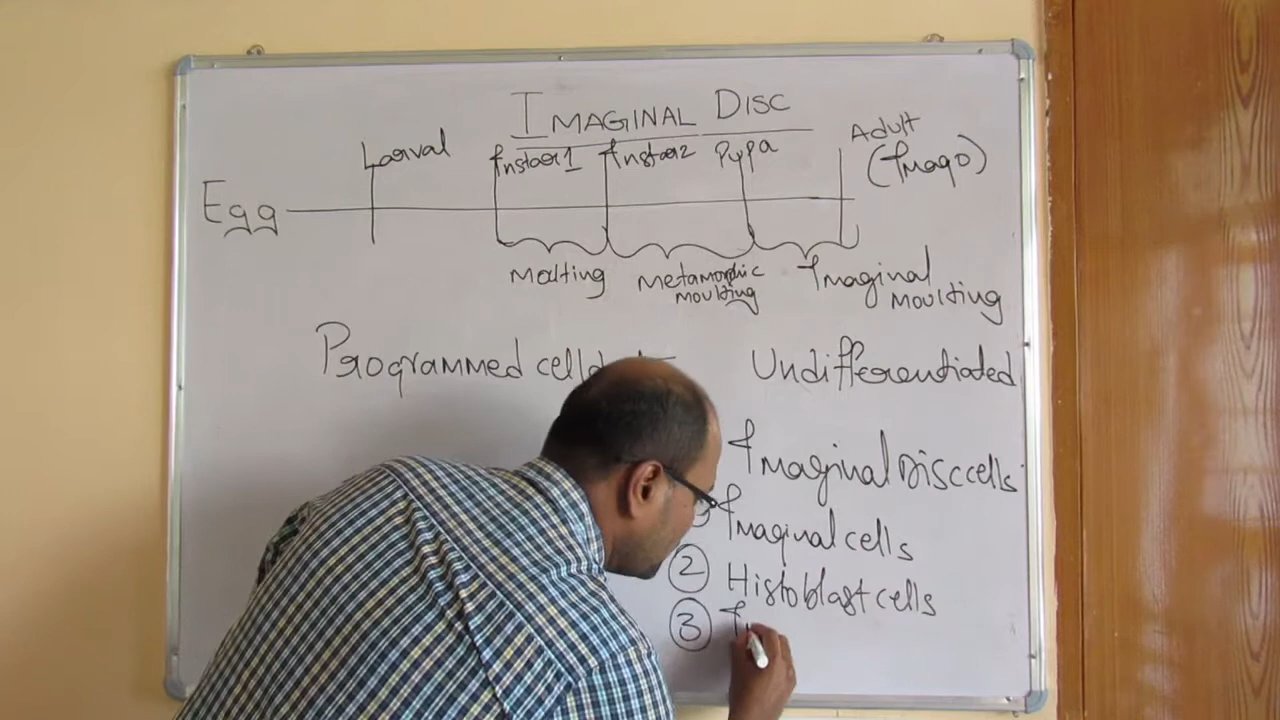 IMAGINAL DISC
Larval Instar1 Instar2 Pupa Adult
Egg (Imago)
Molting metamorphic Imaginal
moulting moulting
Programmed cell Undifferentiated
Imaginal Disc cells
Imaginal cells
② Histoblast cells
③ I